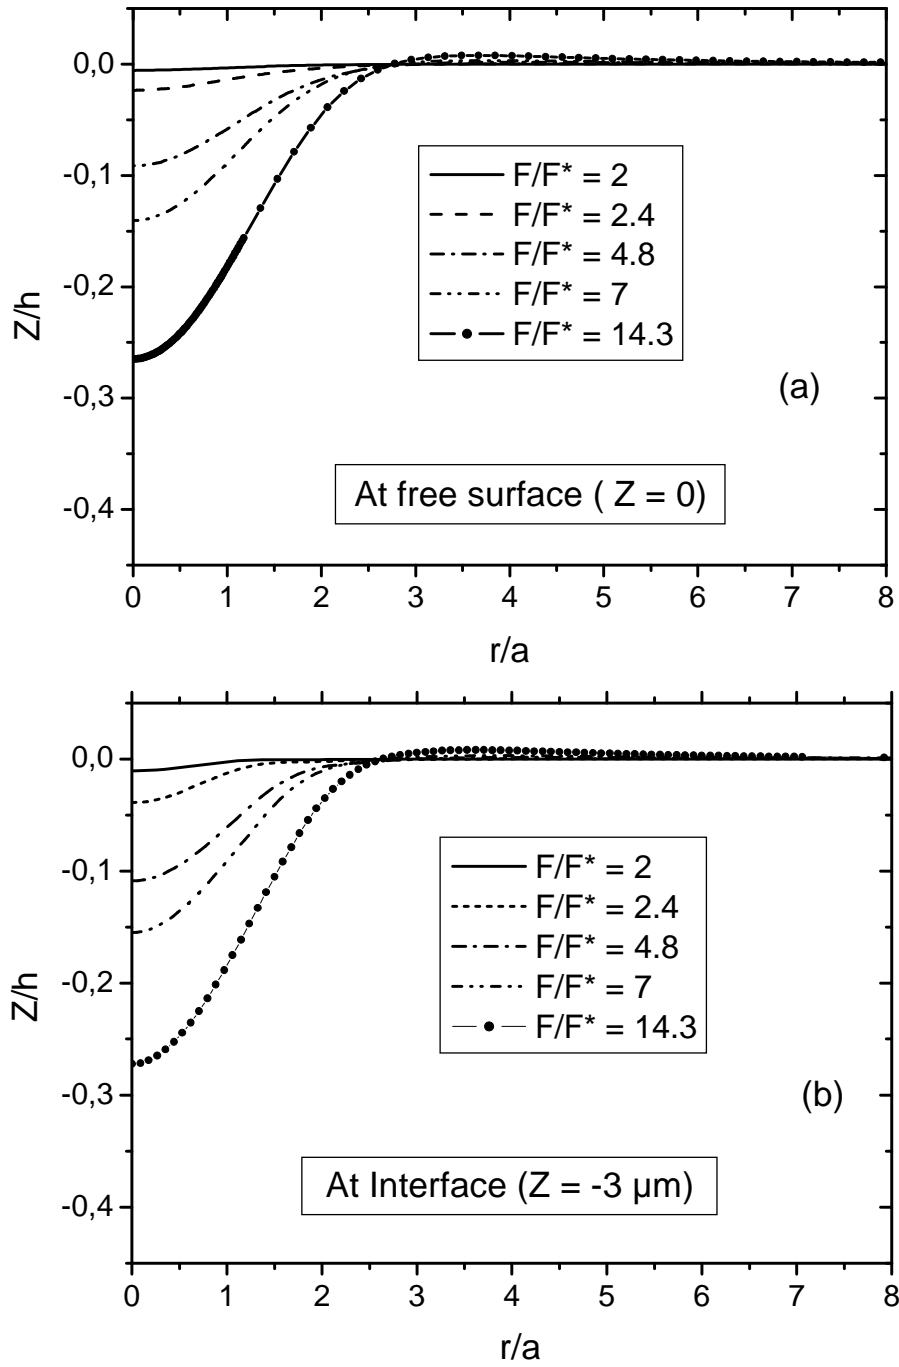 0,0
-0,1
-0,2
-0,3
-0,4
Z/h
F/F* = 2
F/F* = 2.4
F/F* = 4.8
F/F* = 7
F/F* = 14.3
(a)
At free surface ( Z = 0)
0 1 2 3 4 5 6 7 8
r/a
0,0
-0,1
-0,2
-0,3
-0,4
Z/h
F/F* = 2
F/F* = 2.4
F/F* = 4.8
F/F* = 7
F/F* = 14.3
(b)
At Interface (Z = -3 µm)
0 1 2 3 4 5 6 7 8
r/a